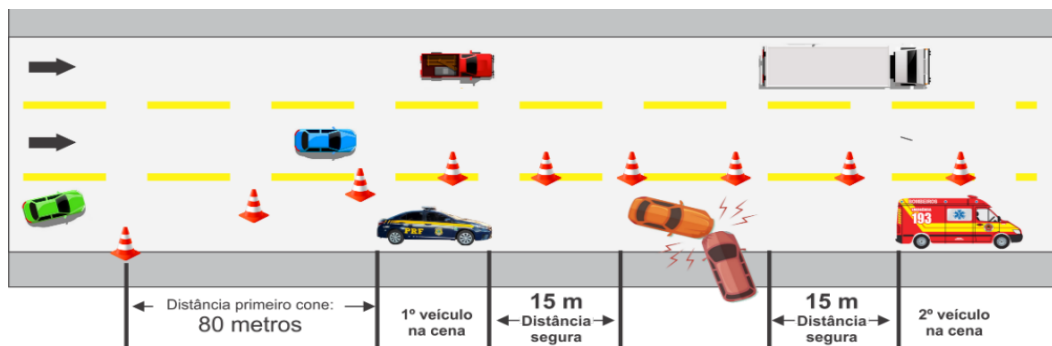 PRF
BOMBEIROS
193
Distância primeiro cone:
80 metros
1º veículo
na cena
15 m
Distância
segura
15 m
Distância
segura
2º veículo
na cena